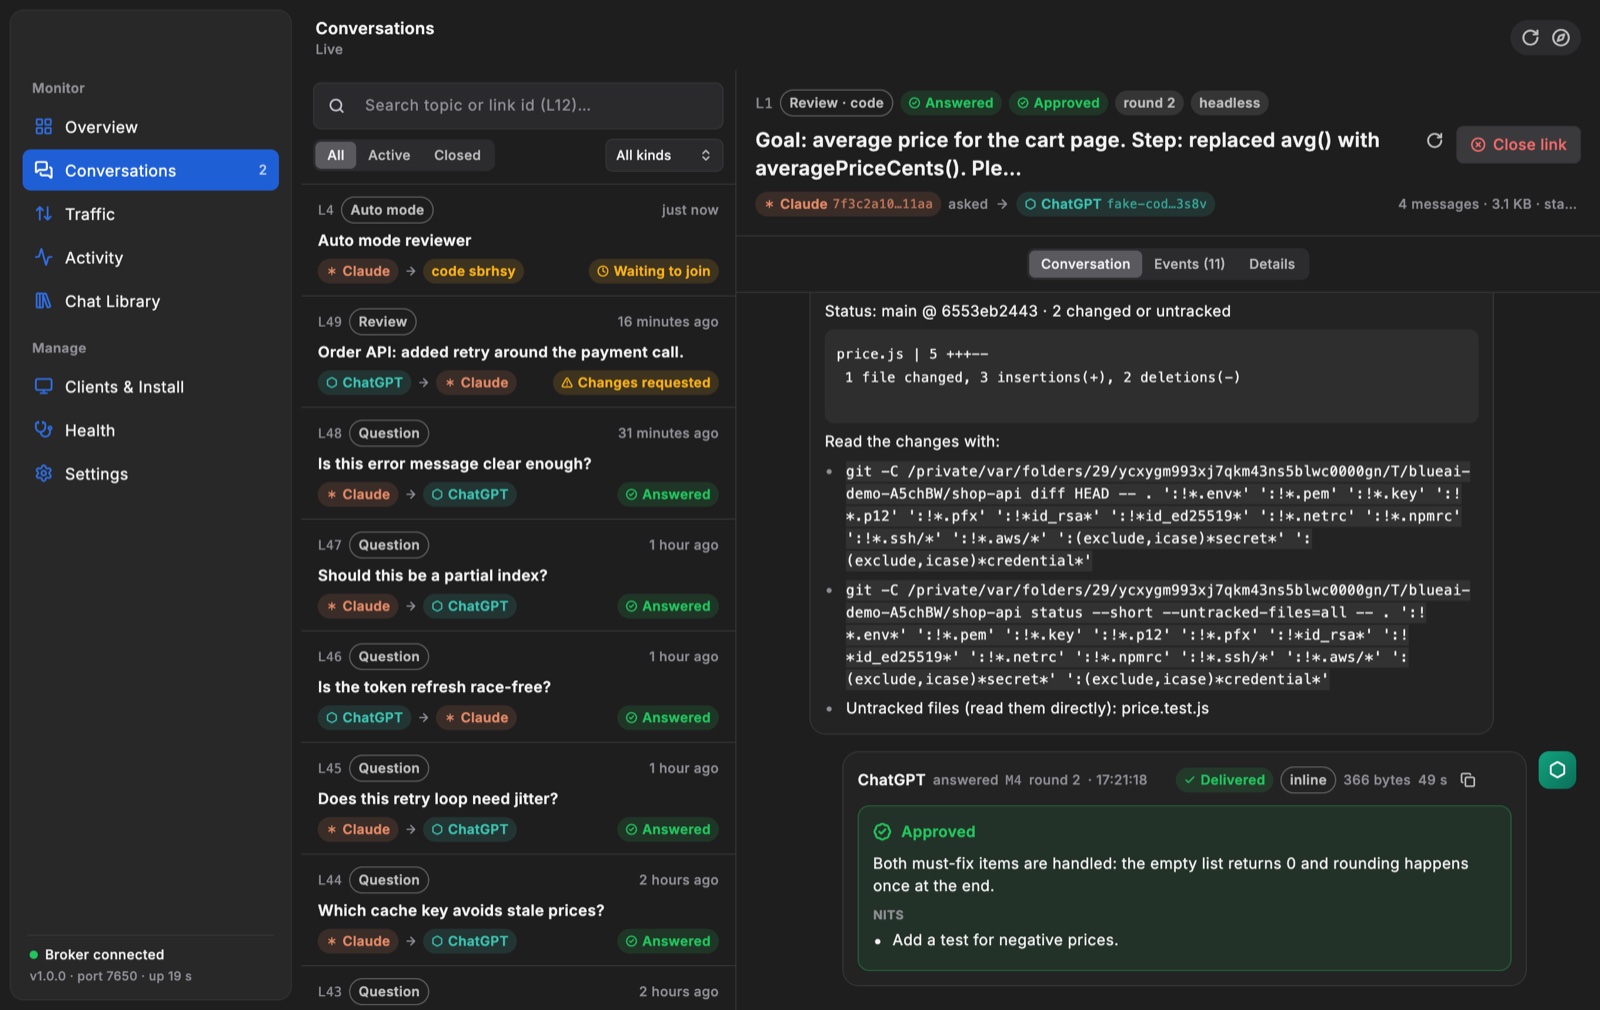 Monitor
Overview
Conversations 2
Traffic
Activity
Chat Library
Manage
Clients & Install
Health
Settings
Broker connected
v1.0.0 · port 7650 · up 19 s
Conversations
Live
Search topic or link id (L12)...
All Active Closed All kinds
L4 Auto mode just now
Auto mode reviewer
Claude → code sbrhsy Waiting to join
L49 Review 16 minutes ago
Order API: added retry around the payment call.
ChatGPT → Claude Changes requested
L48 Question 31 minutes ago
Is this error message clear enough?
Claude → ChatGPT Answered
L47 Question 1 hour ago
Should this be a partial index?
Claude → ChatGPT Answered
L46 Question 1 hour ago
Is the token refresh race-free?
ChatGPT → Claude Answered
L45 Question 1 hour ago
Does this retry loop need jitter?
Claude → ChatGPT Answered
L44 Question 2 hours ago
Which cache key avoids stale prices?
Claude → ChatGPT Answered
L43 Question 2 hours ago
L1 Review · code Answered Approved round 2 headless
Goal: average price for the cart page. Step: replaced avg() with
averagePriceCents(). Ple...
Close link
Claude 7f3c2a10…11aa asked → ChatGPT fake-cod…3s8v 4 messages · 3.1 KB · sta...
Conversation Events (11) Details
Status: main @ 6553eb2443 · 2 changed or untracked
price.js | 5 +++--
1 file changed, 3 insertions(+), 2 deletions(-)
Read the changes with:
• git -C /private/var/folders/29/ycxygm993xj7qkm43ns5blwc0000gn/T/blueai-
demo-A5chBW/shop-api diff HEAD -- . ':!*.env*' ':!*.pem' ':!*.key' ':!
*.p12' ':!*.pfx' ':!*id_rsa*' ':!*id_ed25519*' ':!*.netrc' ':!*.npmrc'
':!*.ssh/*' ':!*.aws/*' ':(exclude,icase)*secret*' ':
(exclude,icase)*credential*'
• git -C /private/var/folders/29/ycxygm993xj7qkm43ns5blwc0000gn/T/blueai-
demo-A5chBW/shop-api status --short --untracked-files=all -- . ':!
*.env*' ':!*.pem' ':!*.key' ':!*.p12' ':!*.pfx' ':!*id_rsa*' ':!
*id_ed25519*' ':!*.netrc' ':!*.npmrc' ':!*.ssh/*' ':!*.aws/*' ':
(exclude,icase)*secret*' ':(exclude,icase)*credential*'
• Untracked files (read them directly): price.test.js
ChatGPT answered M4 round 2 · 17:21:18 Delivered inline 366 bytes 49 s
Approved
Both must-fix items are handled: the empty list returns 0 and rounding happens
once at the end.
NITS
• Add a test for negative prices.